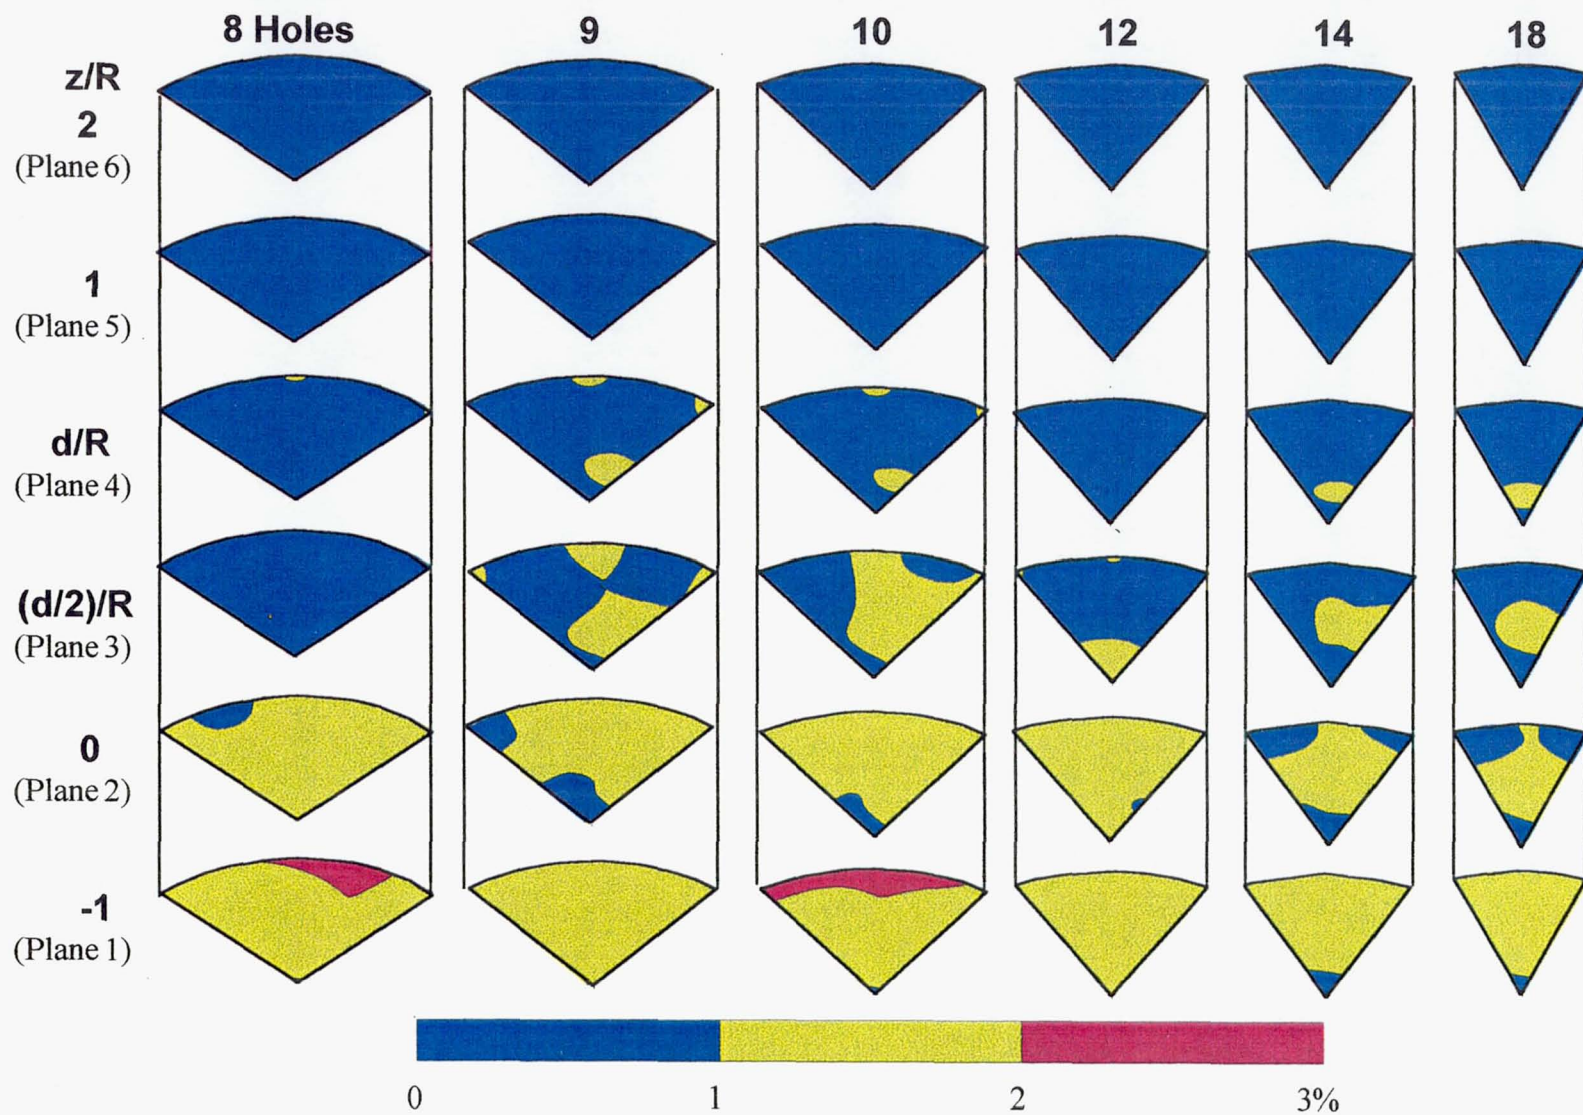 8 Holes 9 10 12 14 18
z/R
2
(Plane 6)
1
(Plane 5)
d/R
(Plane 4)
(d/2)/R
(Plane 3)
0
(Plane 2)
-1
(Plane 1)
0 1 2 3%